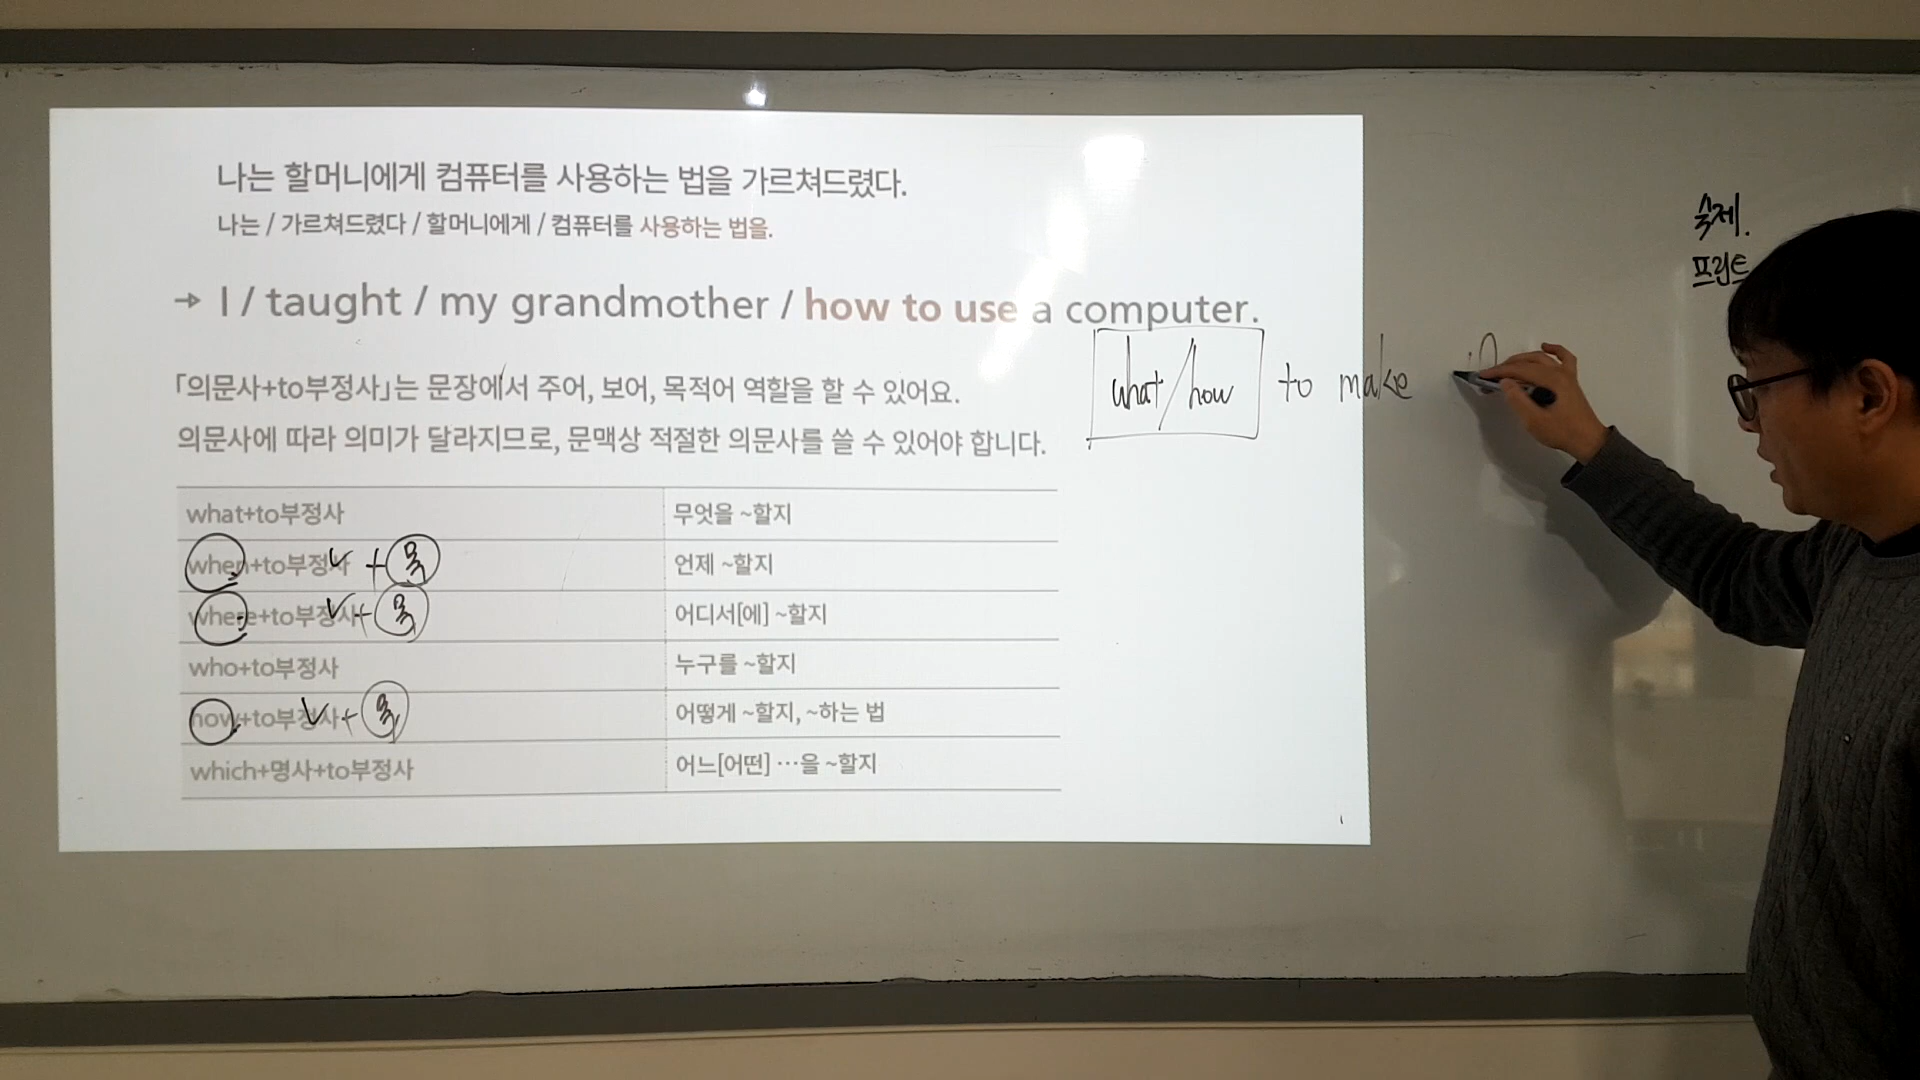 나는 할머니에게 컴퓨터를 사용하는 법을 가르쳐드렸다.
나는 / 가르쳐드렸다 / 할머니에게 / 컴퓨터를 사용하는 법을.
→ I / taught / my grandmother / how to use a computer.
「의문사+to부정사」는 문장에서 주어, 보어, 목적어 역할을 할 수 있어요.
의문사에 따라 의미가 달라지므로, 문맥상 적절한 의문사를 쓸 수 있어야 합니다.
what/how to make
what+to부정사 무엇을 ~할지
when+to부정사 V + 목 언제 ~할지
where+to부정사 V + 목 어디서[에] ~할지
who+to부정사 누구를 ~할지
how+to부정사 V + 목 어떻게 ~할지, ~하는 법
which+명사+to부정사 어느[어떤] …을 ~할지
숙제.
프린트